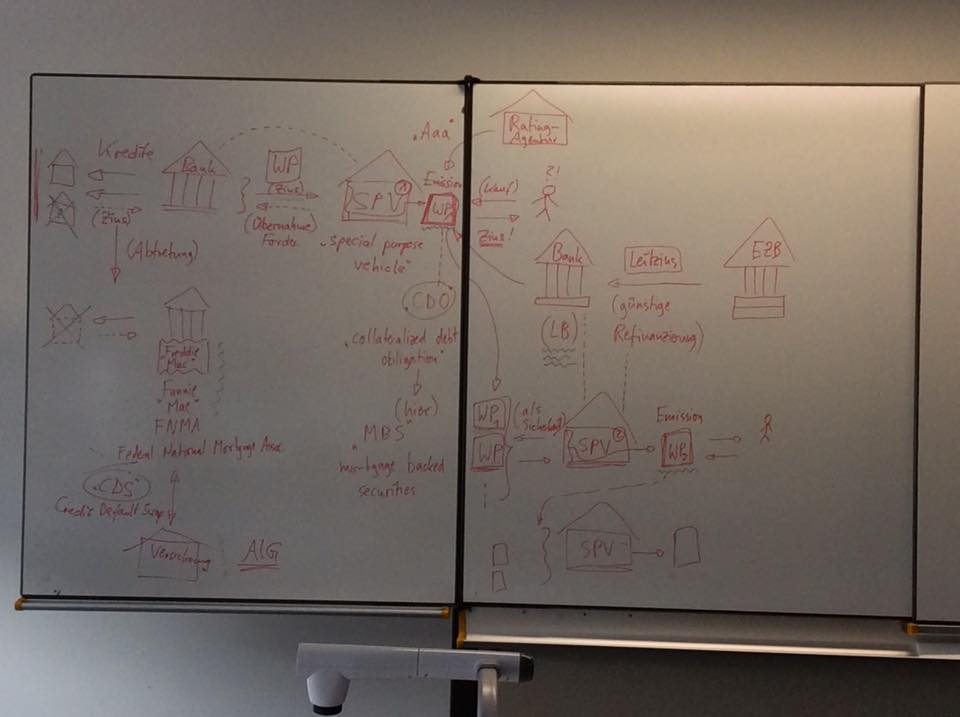 Kredite
Bank
(Zins)
(Abtretung)
WP
(Zins)
(Übernahme)
Forder.
SPV 1
"special purpose
vehicle"
"Aaa"
Emission
WP
Rating-
Agentur
(Kauf)
Zins!
?!
"CDO"
"collateralized debt
obligation"
(hier)
"MBS"
"mortgage backed
securities
"Freddie
Mac"
Fannie
"Mae"
FNMA
Federal National Mortgage Assoc
"CDS"
Credit Default Swap
Versicherung
AIG
Bank
(LB)
Leitzins
(günstige
Refinanzierung)
EZB
WP1
WP
(als
Sicherheit)
SPV 2
Emission
WP2
SPV